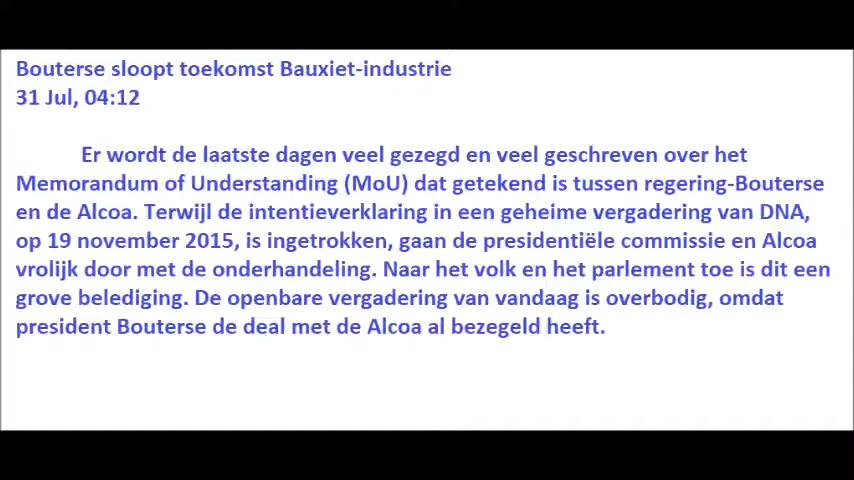 Bouterse sloopt toekomst Bauxiet-industrie
31 Jul, 04:12
Er wordt de laatste dagen veel gezegd en veel geschreven over het
Memorandum of Understanding (MoU) dat getekend is tussen regering-Bouterse
en de Alcoa. Terwijl de intentieverklaring in een geheime vergadering van DNA,
op 19 november 2015, is ingetrokken, gaan de presidentiële commissie en Alcoa
vrolijk door met de onderhandeling. Naar het volk en het parlement toe is dit een
grove belediging. De openbare vergadering van vandaag is overbodig, omdat
president Bouterse de deal met de Alcoa al bezegeld heeft.